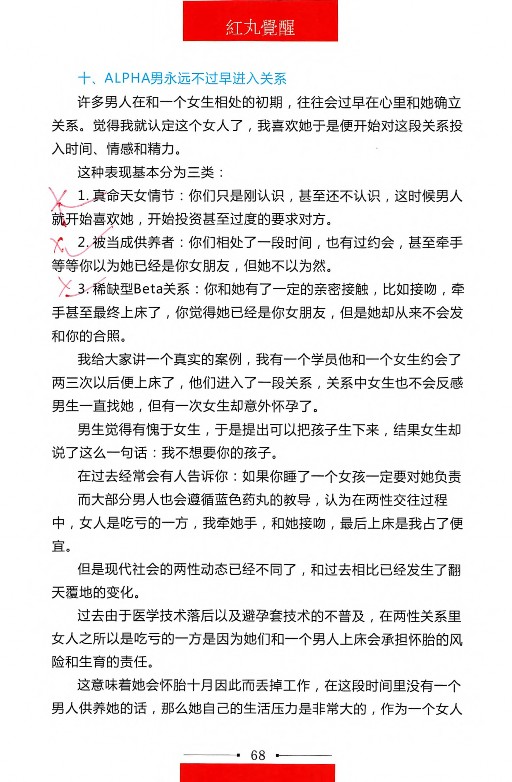 紅丸覺醒
十、ALPHA男永远不过早进入关系
许多男人在和一个女生相处的初期，往往会过早在心里和她确立
关系。觉得我就认定这个女人了，我喜欢她于是便开始对这段关系投
入时间、情感和精力。
这种表现基本分为三类：
1. 真命天女情节：你们只是刚认识，甚至还不认识，这时候男人
就开始喜欢她，开始投资甚至过度的要求对方。
2. 被当成供养者：你们相处了一段时间，也有过约会，甚至牵手
等等你以为她已经是你女朋友，但她不以为然。
3. 稀缺型Beta关系：你和她有了一定的亲密接触，比如接吻，牵
手甚至最终上床了，你觉得她已经是你女朋友，但是她却从来不会发
和你的合照。
我给大家讲一个真实的案例，我有一个学员他和一个女生约会了
两三次以后便上床了，他们进入了一段关系，关系中女生也不会反感
男生一直找她，但有一次女生却意外怀孕了。
男生觉得有愧于女生，于是提出可以把孩子生下来，结果女生却
说了这么一句话：我不想要你的孩子。
在过去经常会有人告诉你：如果你睡了一个女孩一定要对她负责
而大部分男人也会遵循蓝色药丸的教导，认为在两性交往过程
中，女人是吃亏的一方，我牵她手，和她接吻，最后上床是我占了便
宜。
但是现代社会的两性动态已经不同了，和过去相比已经发生了翻
天覆地的变化。
过去由于医学技术落后以及避孕套技术的不普及，在两性关系里
女人之所以是吃亏的一方是因为她们和一个男人上床会承担怀胎的风
险和生育的责任。
这意味着她会怀胎十月因此而丢掉工作，在这段时间里没有一个
男人供养她的话，那么她自己的生活压力是非常大的，作为一个女人
68